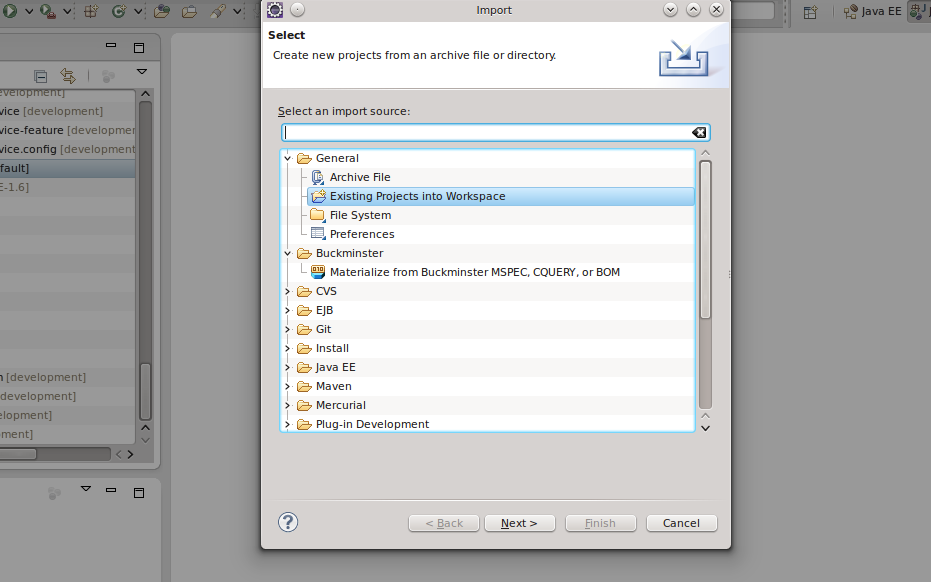 Import
Java EE
Select
Create new projects from an archive file or directory.
Select an import source:
General
Archive File
Existing Projects into Workspace
File System
Preferences
Buckminster
Materialize from Buckminster MSPEC, CQUERY, or BOM
CVS
EJB
Git
Install
Java EE
Maven
Mercurial
Plug-in Development
< Back
Next >
Finish
Cancel
[development]
vice [development]
vice-feature [development
vice.config [development
fault]
E-1.6]
[development]
development]
elopment]
ment]